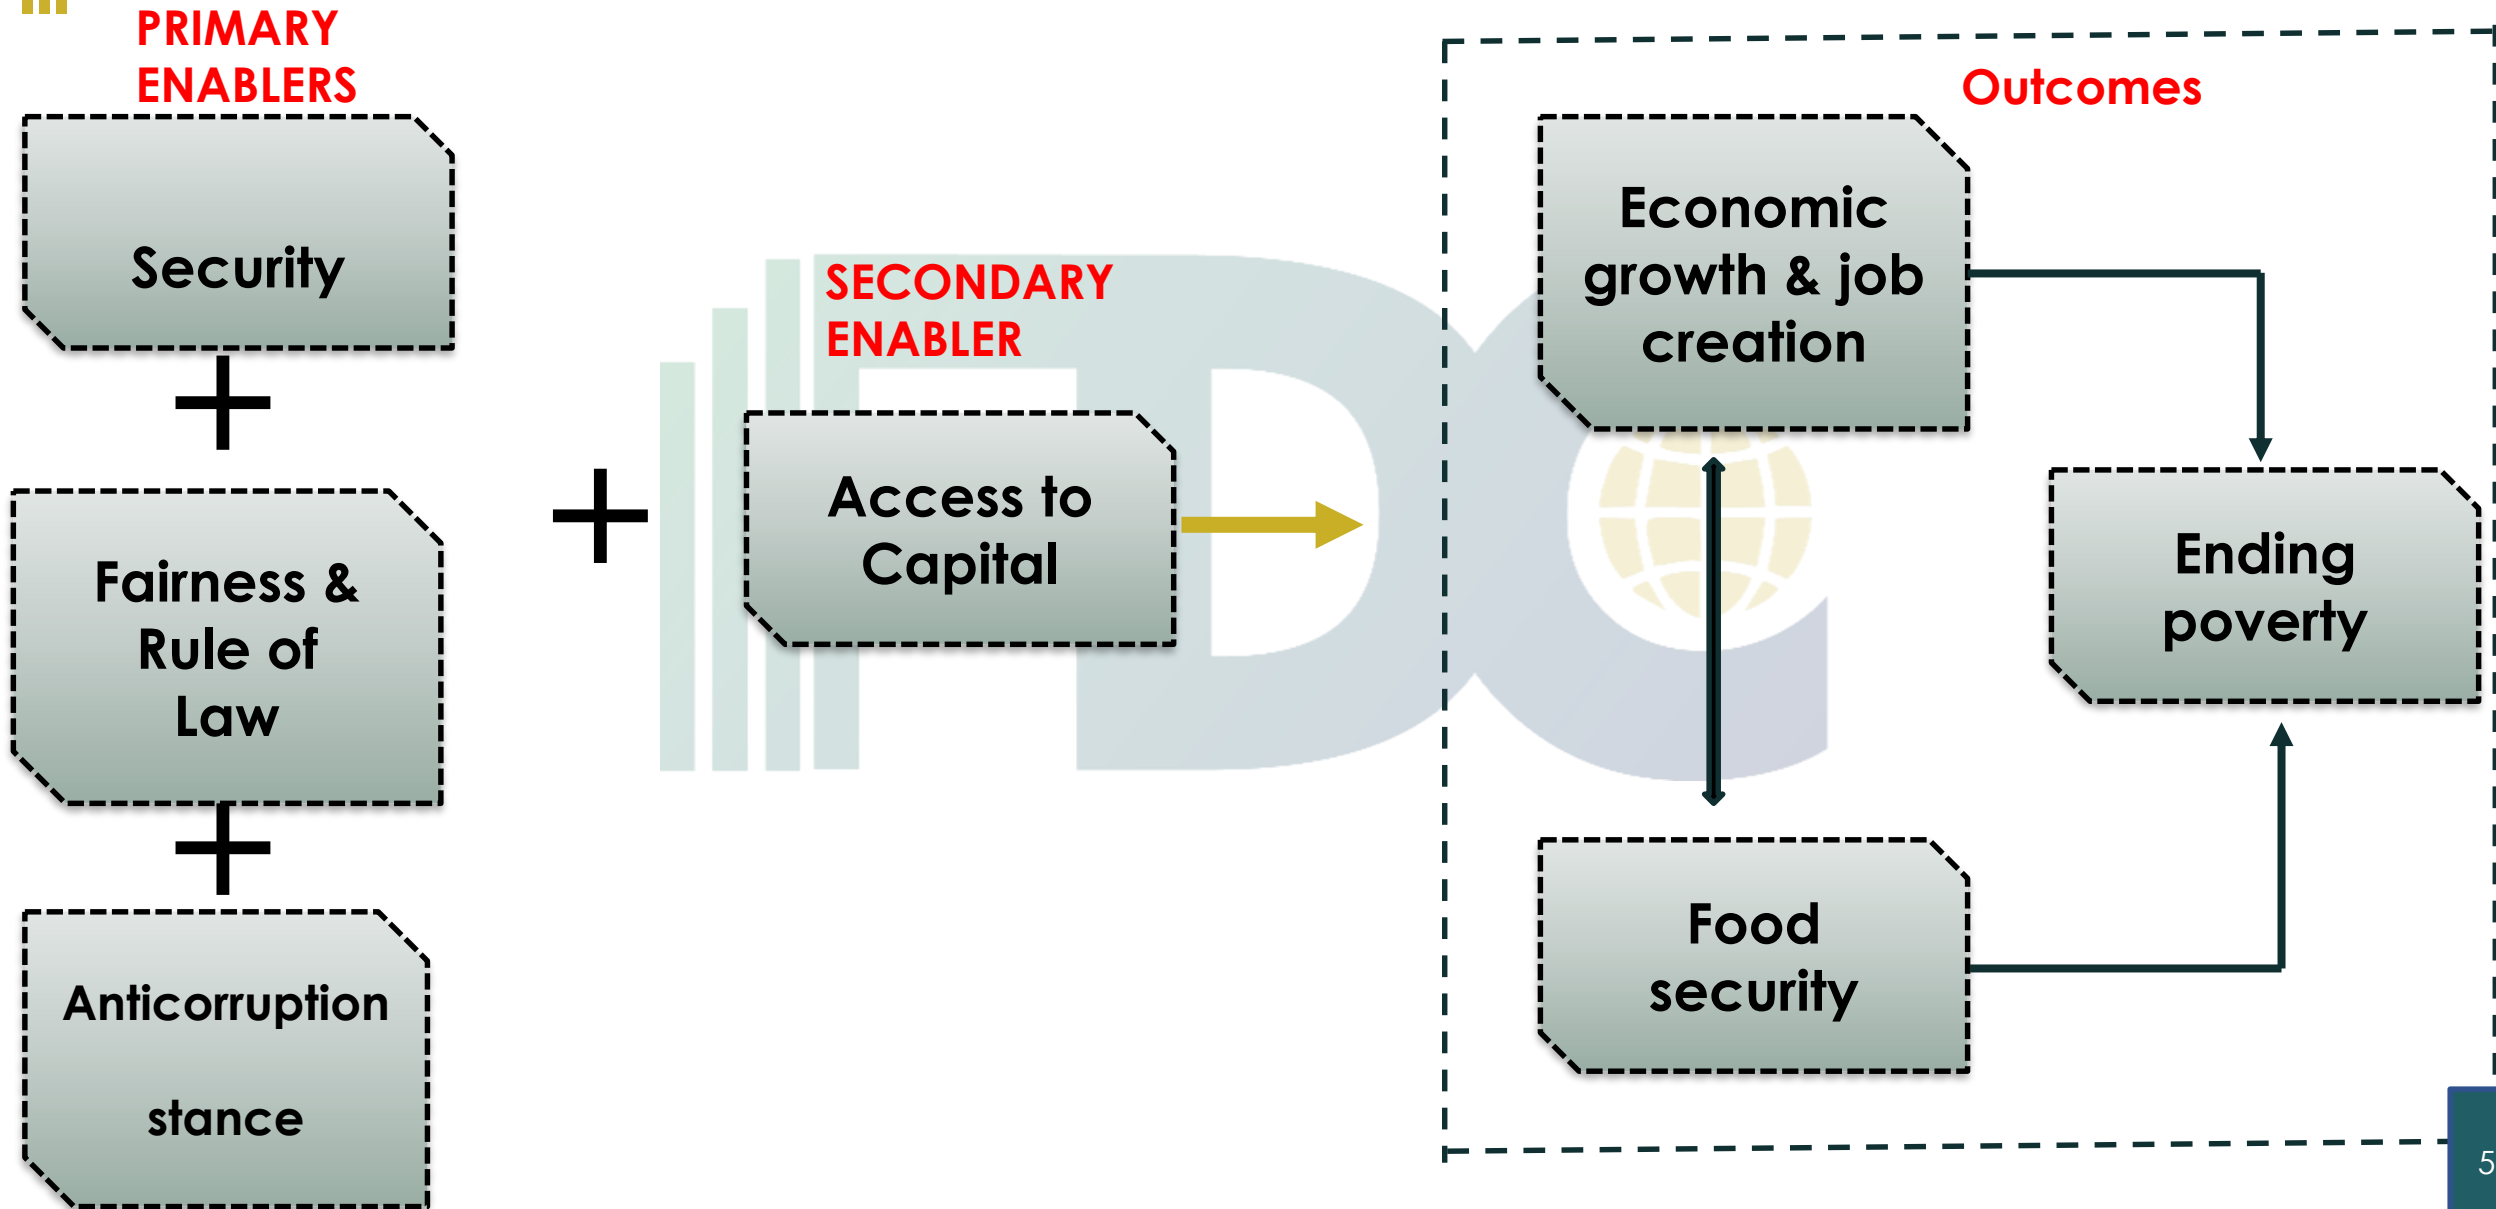 PRIMARY
ENABLERS
Security
+
Fairness &
Rule of
Law
+
Anticorruption
stance
+
SECONDARY
ENABLER
Access to
Capital
Outcomes
Economic
growth & job
creation
Food
security
Ending
poverty
FDC
5